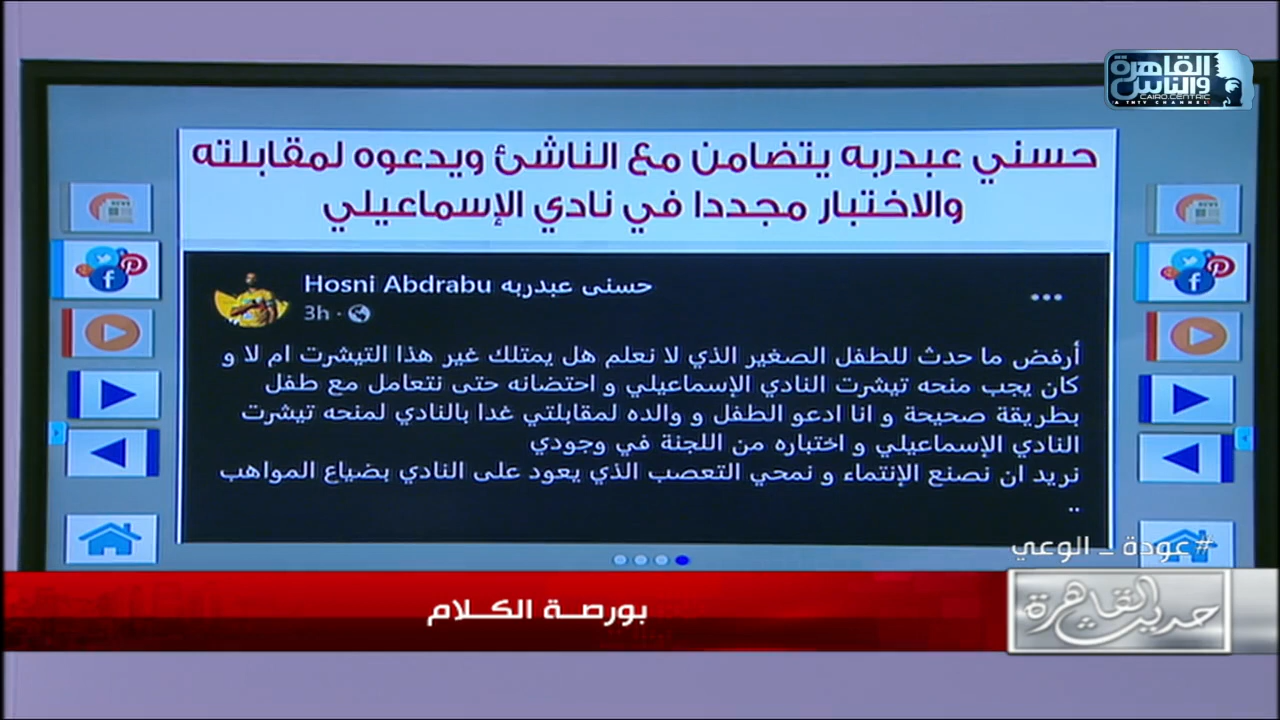 القاهرة
والناس
CAIRO.CENTRIC
A TNTV CHANNEL
حسني عبدربه يتضامن مع الناشئ ويدعوه لمقابلته
والاختبار مجددا في نادي الإسماعيلي
Hosni Abdrabu حسنى عبدربه
3h ·
أرفض ما حدث للطفل الصغير الذي لا نعلم هل يمتلك غير هذا التيشرت ام لا و
كان يجب منحه تيشرت النادي الإسماعيلي و احتضانه حتى نتعامل مع طفل
بطريقة صحيحة و انا ادعو الطفل و والده لمقابلتي غدا بالنادي لمنحه تيشرت
النادي الإسماعيلي و اختباره من اللجنة في وجودي
نريد ان نصنع الإنتماء و نمحي التعصب الذي يعود على النادي بضياع المواهب
..
#عودة_الوعي
حديث القاهرة
بورصة الكلام